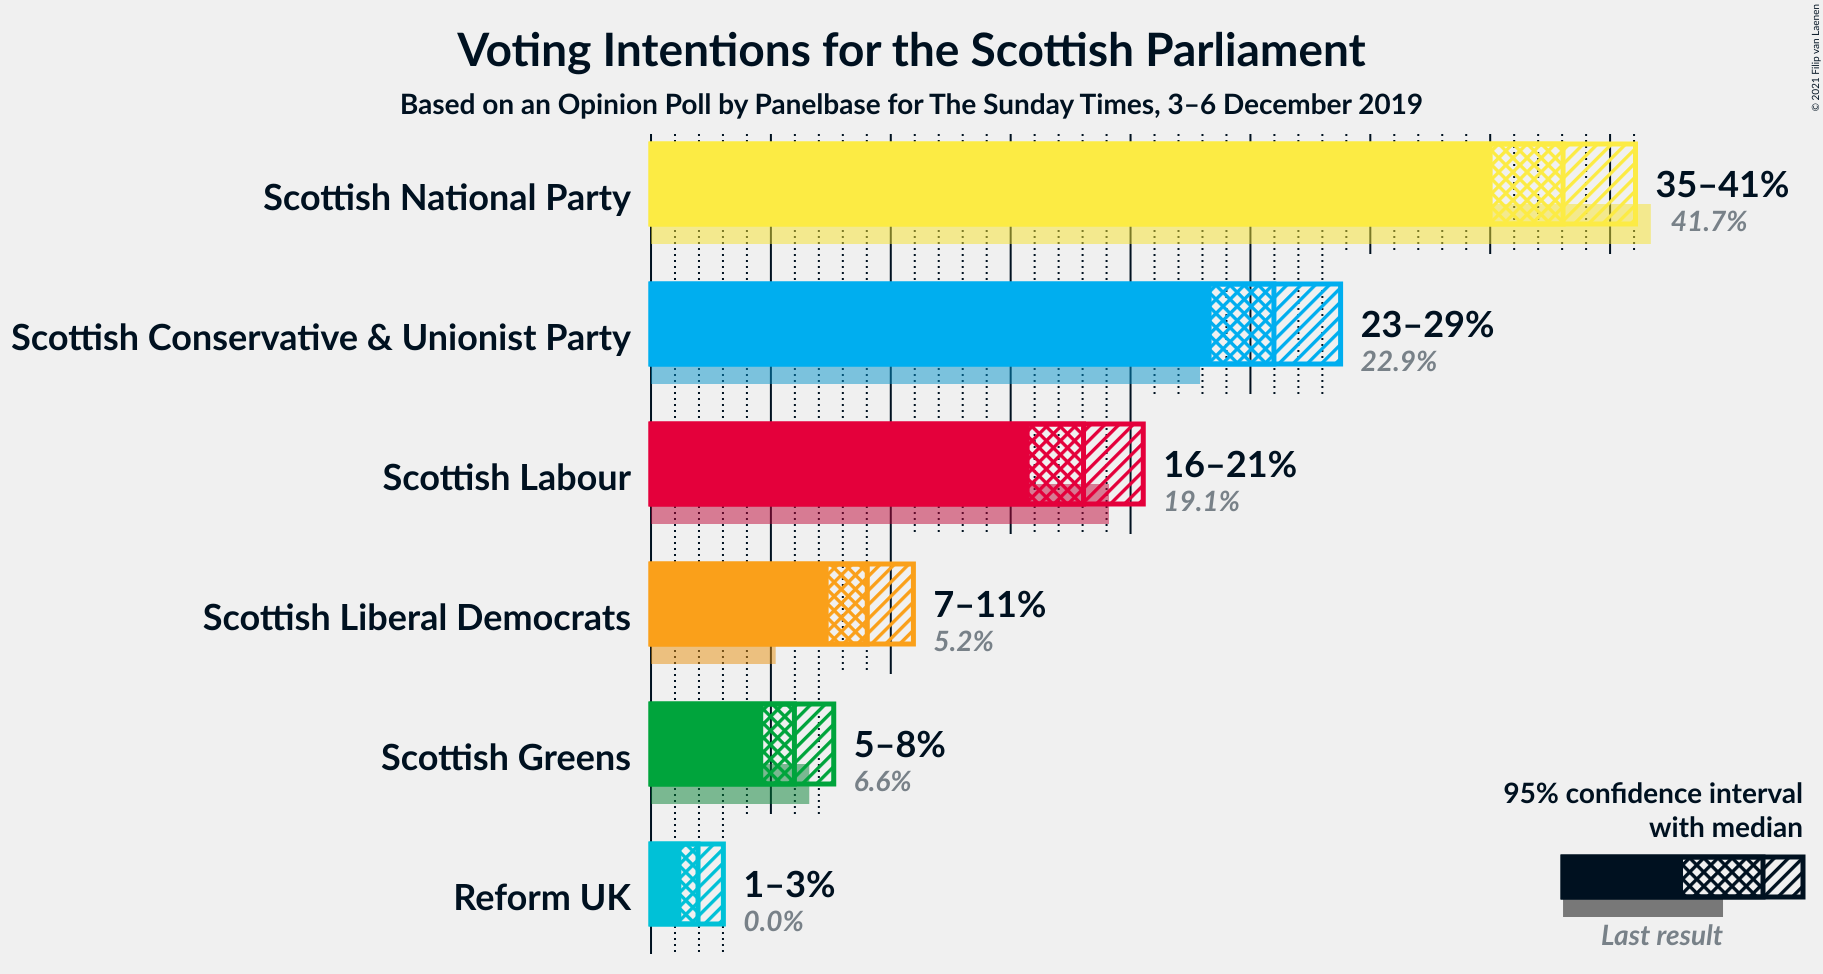 Voting Intentions for the Scottish Parliament
Based on an Opinion Poll by Panelbase for The Sunday Times, 3–6 December 2019
© 2021 Filip van Laenen
Scottish National Party
35–41%
41.7%
Scottish Conservative & Unionist Party
23–29%
22.9%
Scottish Labour
16–21%
19.1%
Scottish Liberal Democrats
7–11%
5.2%
Scottish Greens
5–8%
6.6%
Reform UK
1–3%
0.0%
95% confidence interval
with median
Last result